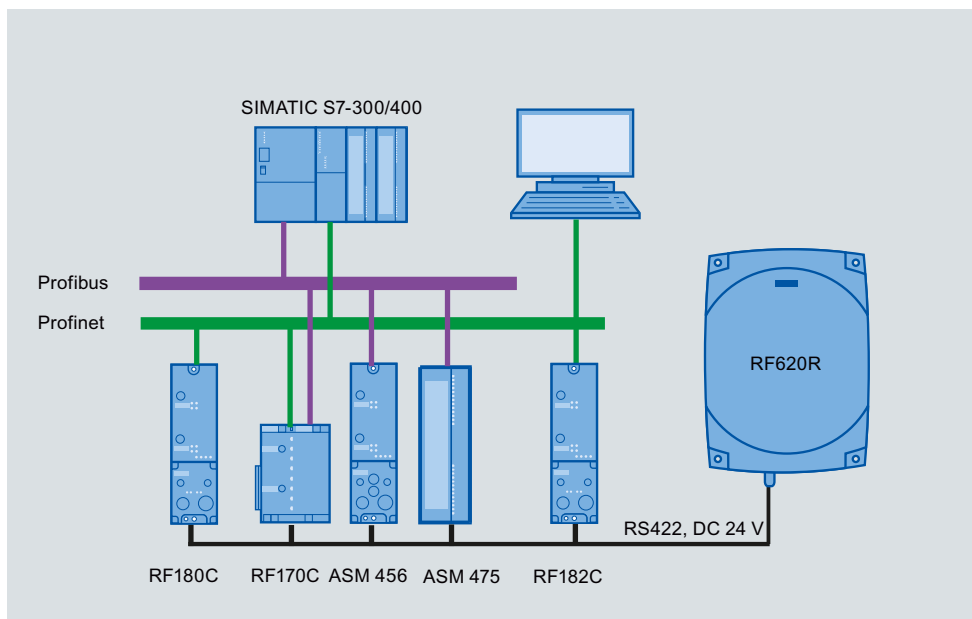 SIMATIC S7-300/400
Profibus
Profinet
RF620R
RS422, DC 24 V
RF180C
RF170C
ASM 456
ASM 475
RF182C